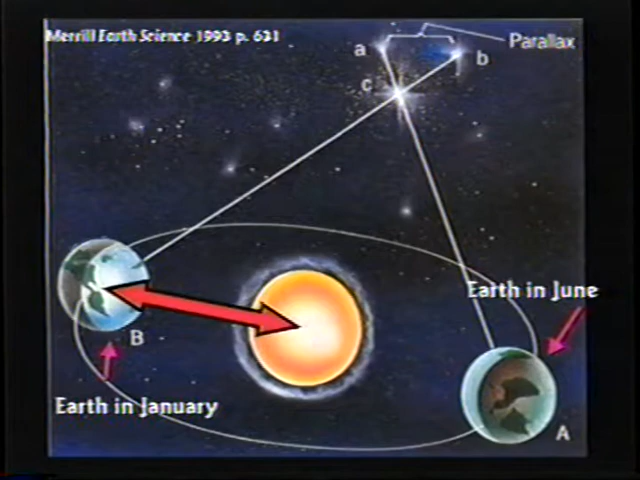 Merrill Earth Science 1993 p. 631
a
Parallax
b
c
Earth in June
B
Earth in January
A